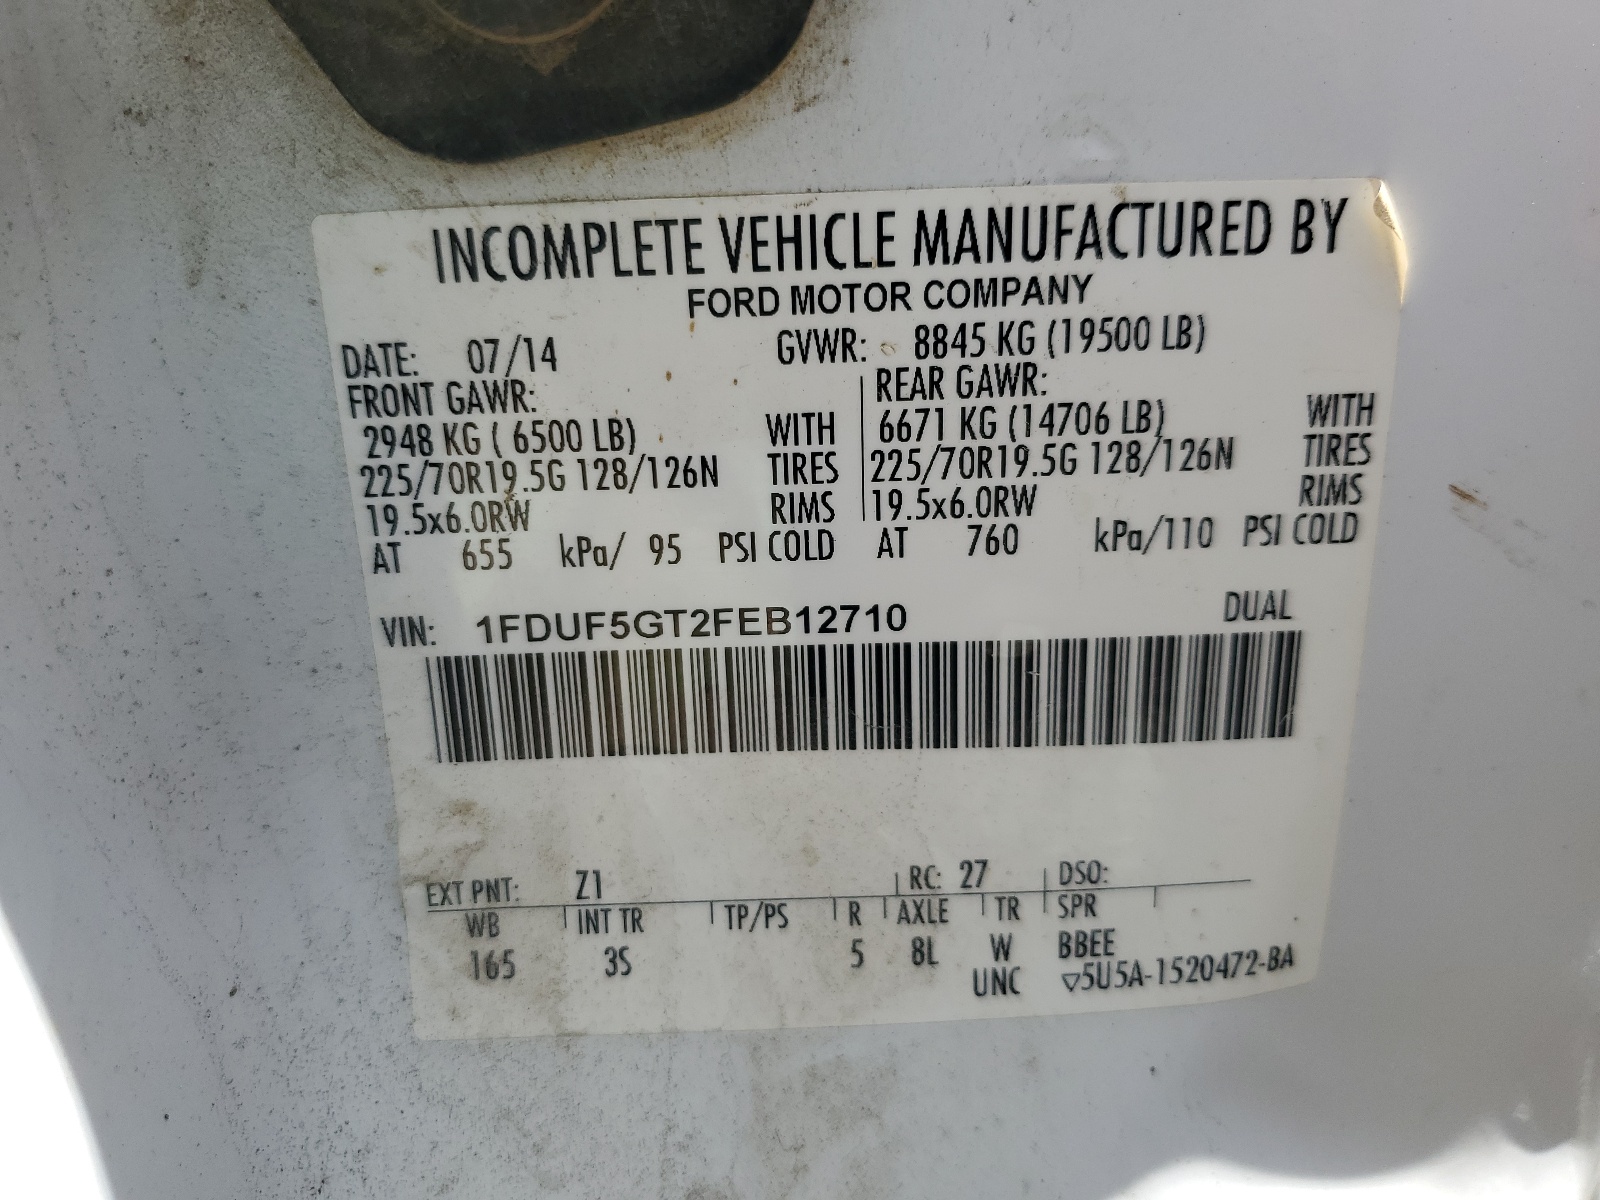 INCOMPLETE VEHICLE MANUFACTURED BY
FORD MOTOR COMPANY
DATE: 07/14 GVWR: 8845 KG (19500 LB)
FRONT GAWR: REAR GAWR:
2948 KG ( 6500 LB) WITH 6671 KG (14706 LB) WITH
225/70R19.5G 128/126N TIRES 225/70R19.5G 128/126N TIRES
19.5x6.0RW RIMS 19.5x6.0RW RIMS
AT 655 kPa/ 95 PSI COLD AT 760 kPa/110 PSI COLD
VIN: 1FDUF5GT2FEB12710 DUAL
EXT PNT: Z1 RC: 27 DSO:
WB INT TR TP/PS R AXLE TR SPR
165 3S 5 8L W BBEE
UNC ▽5U5A-1520472-BA